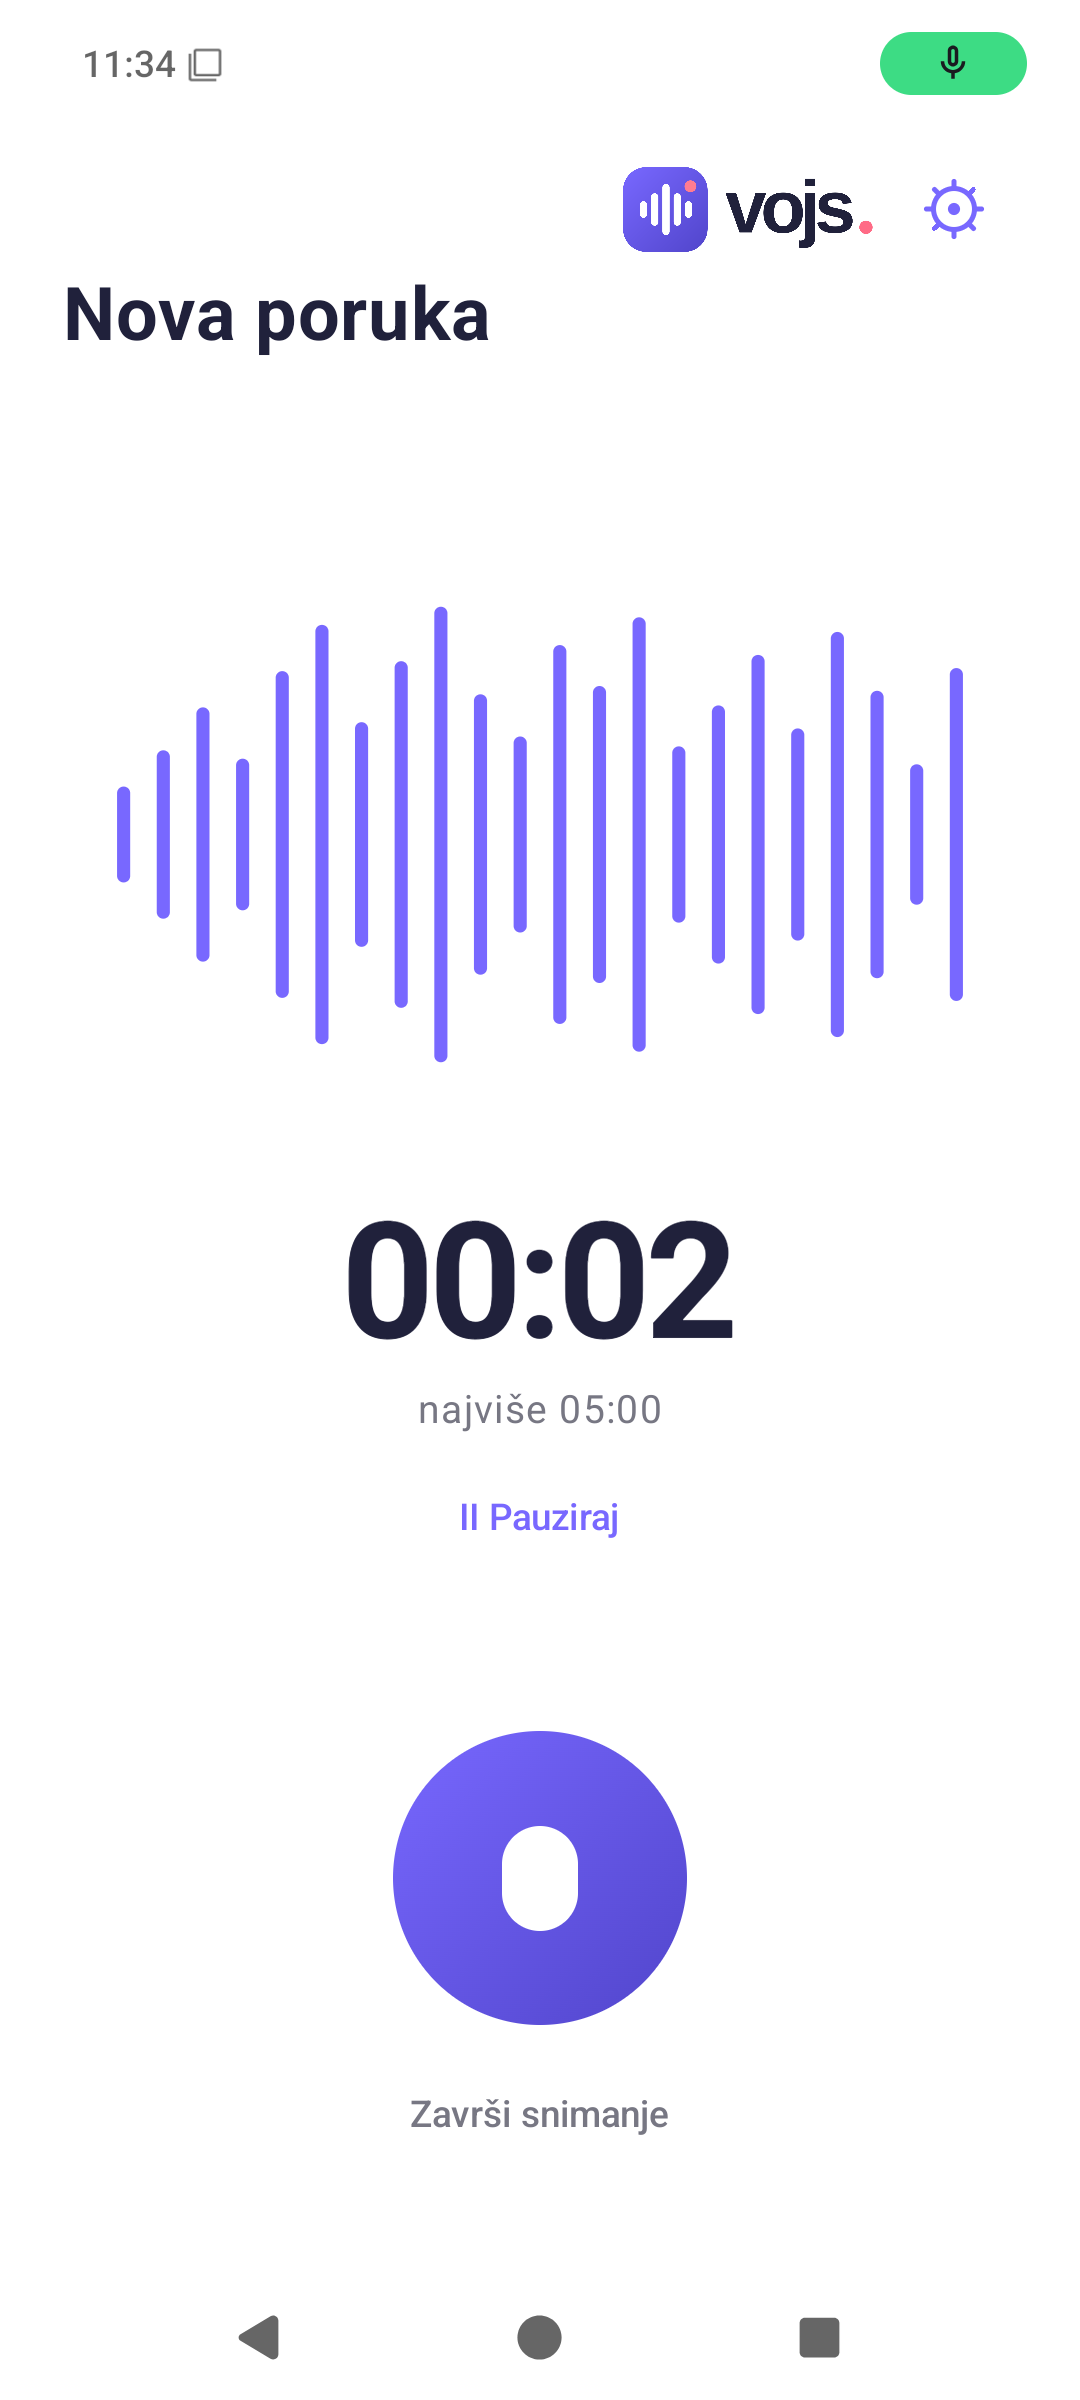 11:34
vojs.
Nova poruka
00:02
najviše 05:00
II Pauziraj
Završi snimanje